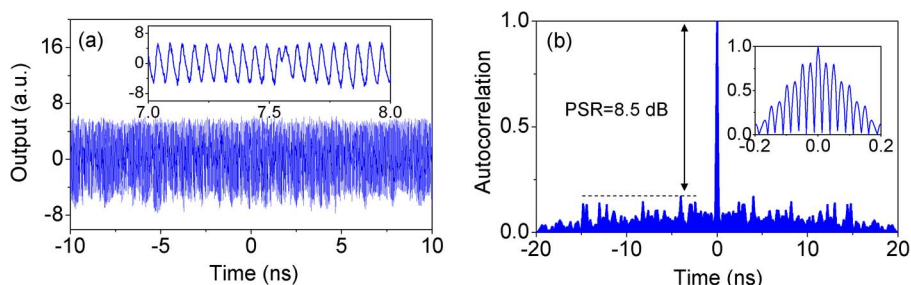 (a)
Output (a.u.)
16
8
0
-8
8
4
0
-4
-8
7.0 7.5 8.0
-10 -5 0 5 10
Time (ns)
(b)
Autocorrelation
1.0
0.5
0.0
PSR=8.5 dB
1.0
0.5
0.0
-0.2 0.0 0.2
-20 -10 0 10 20
Time (ns)